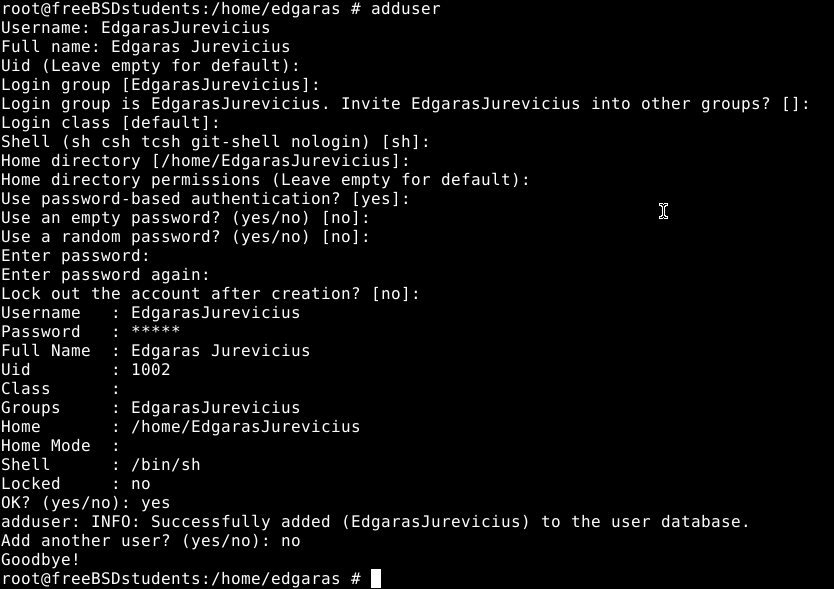 root@freeBSDstudents:/home/edgaras # adduser
Username: EdgarasJurevicius
Full name: Edgaras Jurevicius
Uid (Leave empty for default):
Login group [EdgarasJurevicius]:
Login group is EdgarasJurevicius. Invite EdgarasJurevicius into other groups? []:
Login class [default]:
Shell (sh csh tcsh git-shell nologin) [sh]:
Home directory [/home/EdgarasJurevicius]:
Home directory permissions (Leave empty for default):
Use password-based authentication? [yes]:
Use an empty password? (yes/no) [no]:
Use a random password? (yes/no) [no]:
Enter password:
Enter password again:
Lock out the account after creation? [no]:
Username   : EdgarasJurevicius
Password   : *****
Full Name  : Edgaras Jurevicius
Uid        : 1002
Class      :
Groups     : EdgarasJurevicius
Home       : /home/EdgarasJurevicius
Home Mode  :
Shell      : /bin/sh
Locked     : no
OK? (yes/no): yes
adduser: INFO: Successfully added (EdgarasJurevicius) to the user database.
Add another user? (yes/no): no
Goodbye!
root@freeBSDstudents:/home/edgaras #